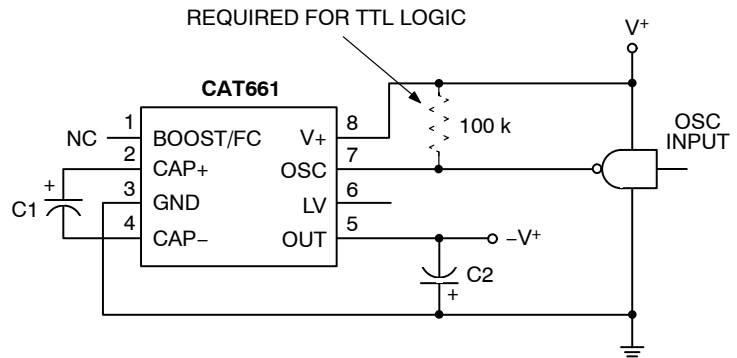 REQUIRED FOR TTL LOGIC
V+
CAT661
1 BOOST/FC V+ 8
NC
100 k
OSC
INPUT
2 CAP+ OSC 7
+
C1
3 GND LV 6
4 CAP− OUT 5
−V+
C2
+